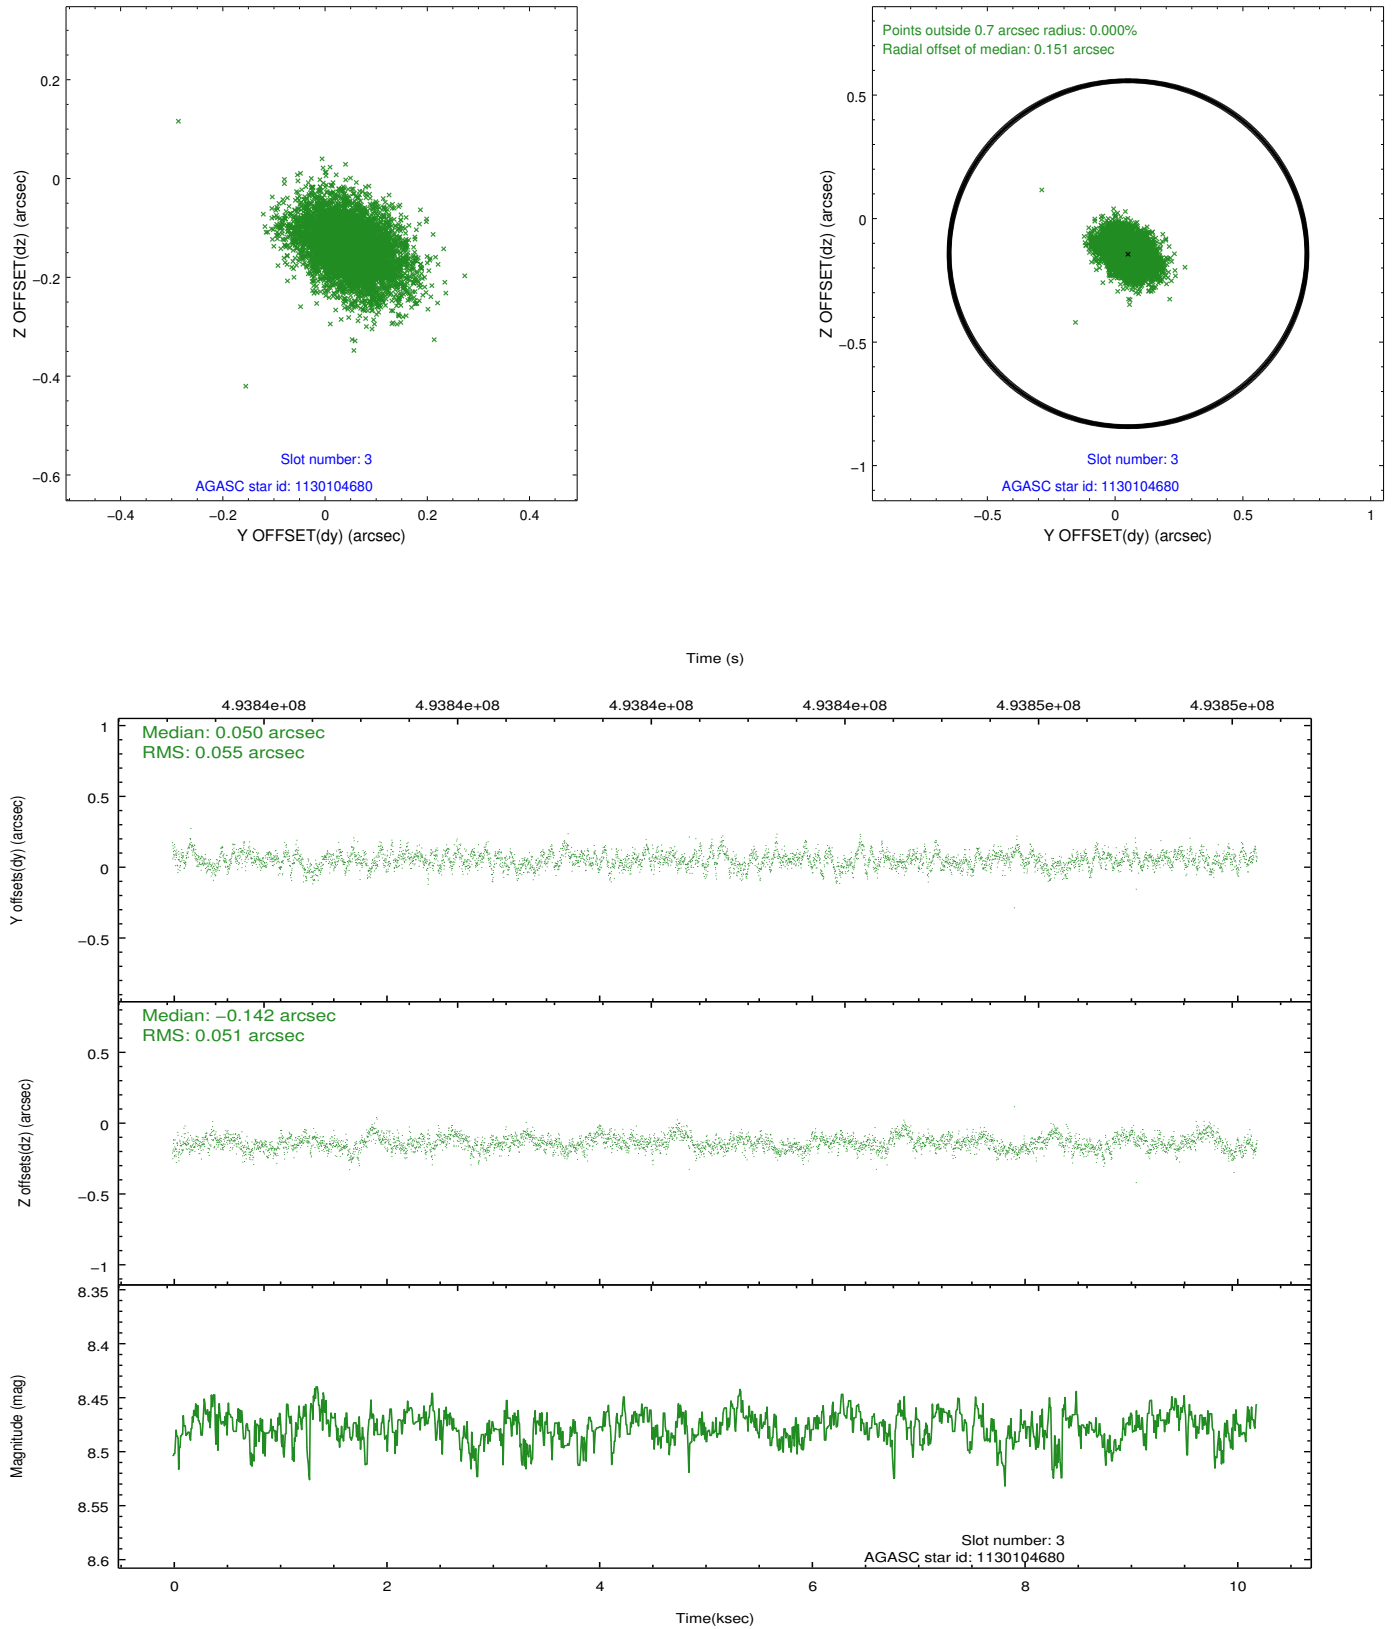 0.2
0
−0.2
−0.4
−0.6
Z OFFSET(dz) (arcsec)
Slot number: 3
AGASC star id: 1130104680
−0.4 −0.2 0 0.2 0.4
Y OFFSET(dy) (arcsec)
Points outside 0.7 arcsec radius: 0.000%
Radial offset of median: 0.151 arcsec
0.5
0
−0.5
−1
Z OFFSET(dz) (arcsec)
Slot number: 3
AGASC star id: 1130104680
−0.5 0 0.5 1
Y OFFSET(dy) (arcsec)
Time (s)
4.9384e+08 4.9384e+08 4.9384e+08 4.9384e+08 4.9385e+08 4.9385e+08
Median: 0.050 arcsec
RMS: 0.055 arcsec
1
0.5
0
−0.5
Y offsets(dy) (arcsec)
Median: −0.142 arcsec
RMS: 0.051 arcsec
0.5
0
−0.5
−1
Z offsets(dz) (arcsec)
8.35
8.4
8.45
8.5
8.55
8.6
Magnitude (mag)
Slot number: 3
AGASC star id: 1130104680
0 2 4 6 8 10
Time(ksec)